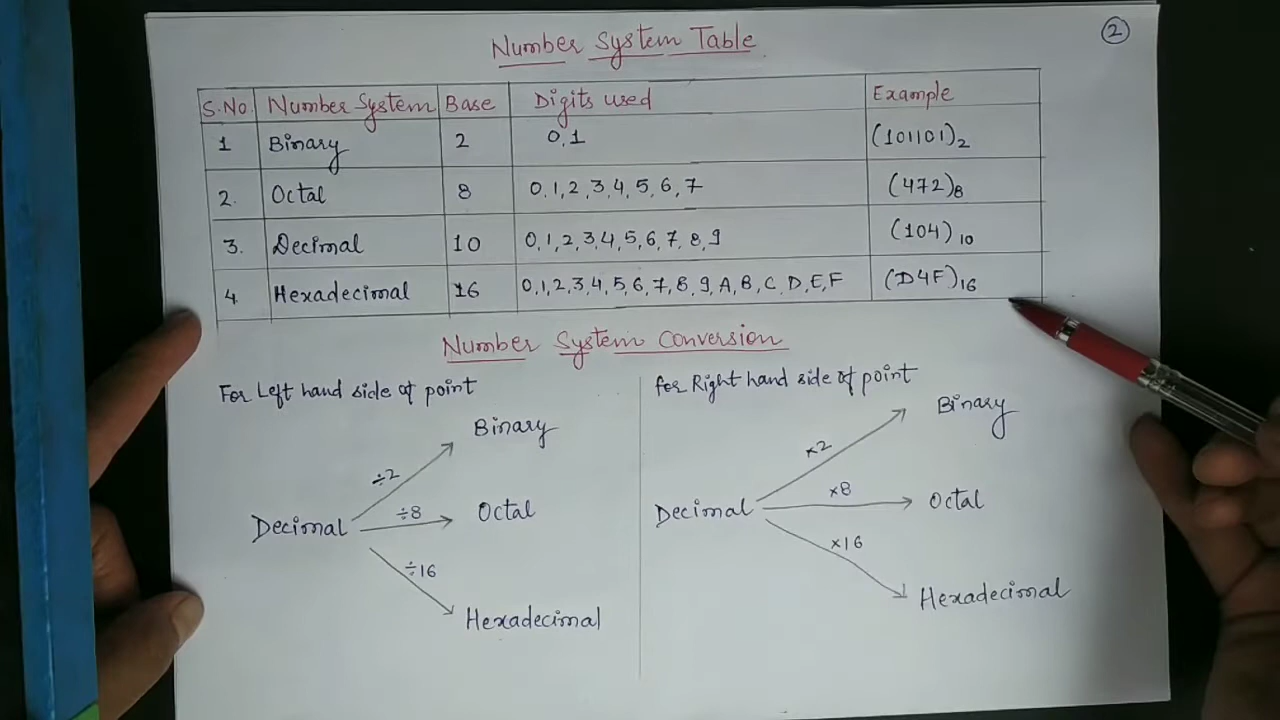 Number System Table
2
S.No Number System Base Digits used Example
1 Binary 2 0,1 (101101)2
2. Octal 8 0,1,2,3,4,5,6,7 (472)8
3. Decimal 10 0,1,2,3,4,5,6,7,8,9 (104)10
4 Hexadecimal 16 0,1,2,3,4,5,6,7,8,9,A,B,C,D,E,F (D4F)16
Number System Conversion
For Left hand side of point
Binary
÷2
Decimal ÷8 Octal
÷16
Hexadecimal
for Right hand side of point
Binary
×2
Decimal ×8 Octal
×16
Hexadecimal